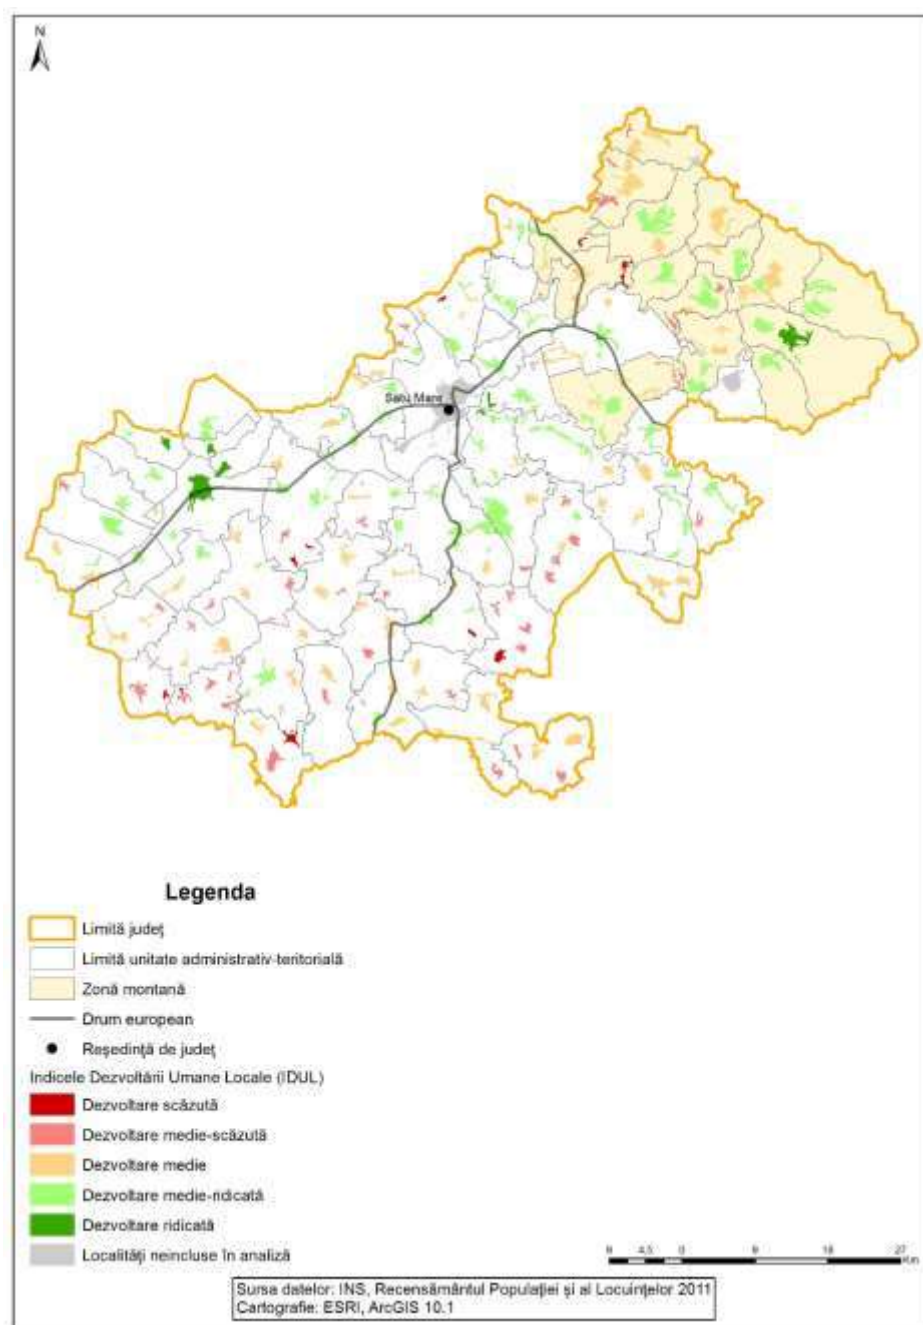 N
Satu Mare
Legenda
Limită județ
Limită unitate administrativ-teritorială
Zonă montană
Drum european
Reședință de județ
Indicele Dezvoltării Umane Locale (IDUL)
Dezvoltare scăzută
Dezvoltare medie-scăzută
Dezvoltare medie
Dezvoltare medie-ridicată
Dezvoltare ridicată
Localități neincluse în analiză
9 4,5 0 9 18 27
Km
Sursa datelor: INS, Recensământul Populației și al Locuințelor 2011
Cartografie: ESRI, ArcGIS 10.1